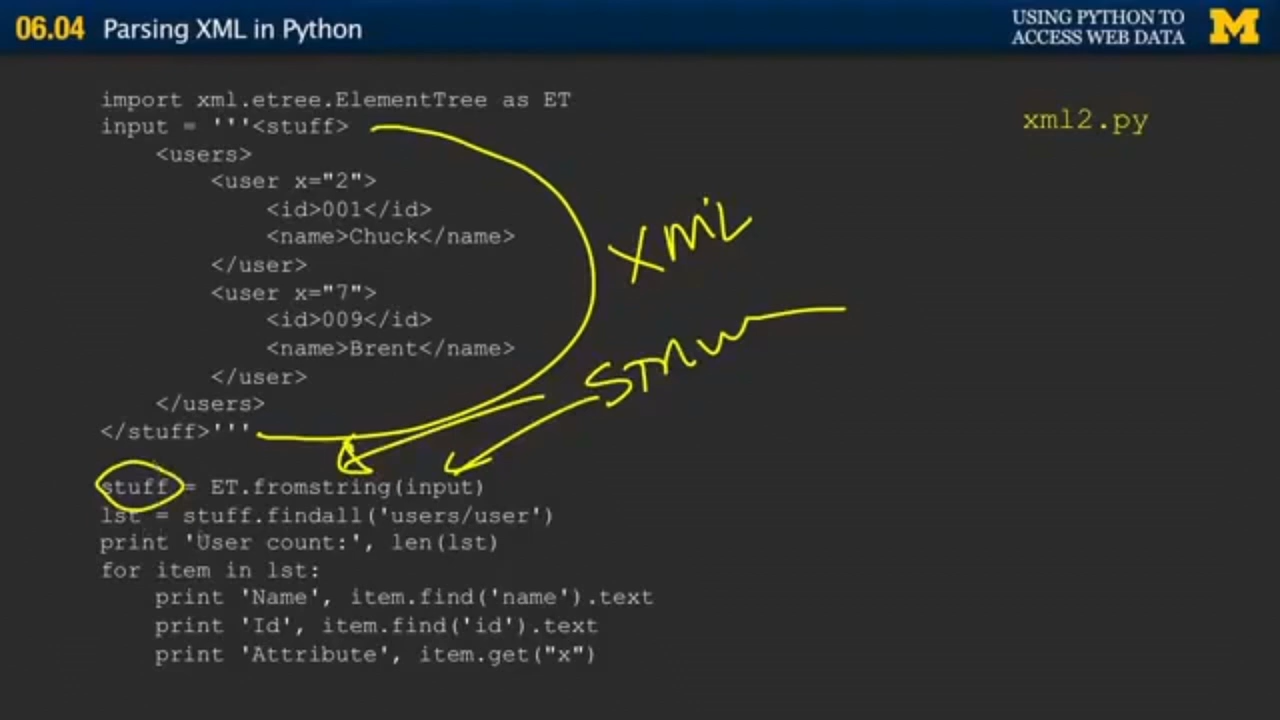 06.04 Parsing XML in Python
USING PYTHON TO
ACCESS WEB DATA
M
import xml.etree.ElementTree as ET
input = '''<stuff>
    <users>
        <user x="2">
            <id>001</id>
            <name>Chuck</name>
        </user>
        <user x="7">
            <id>009</id>
            <name>Brent</name>
        </user>
    </users>
</stuff>'''
xml2.py
XML
stuff = ET.fromstring(input)
lst = stuff.findall('users/user')
print 'User count:', len(lst)
for item in lst:
    print 'Name', item.find('name').text
    print 'Id', item.find('id').text
    print 'Attribute', item.get("x")